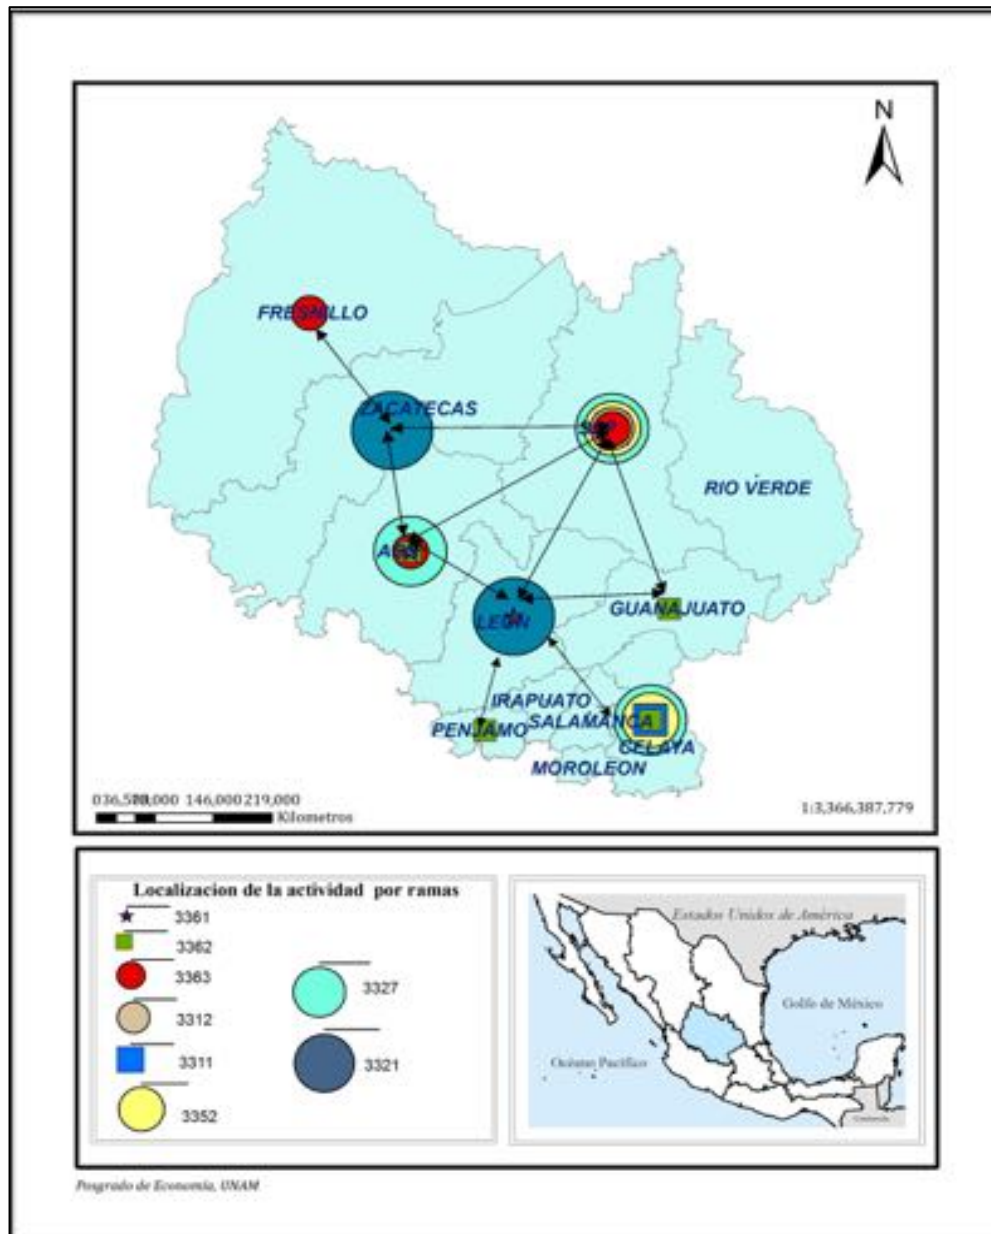 N
FRESNILLO
ZACATECAS
RIO VERDE
LEON
GUANAJUATO
IRAPUATO
SALAMANCA
PENJAMO
CELAYA
MOROLEON
146,000 219,000
Kilometros
1:3,366,387,779
Localizacion de la actividad por ramas
3361
3362
3363
3312
3311
3352
3327
3321
Estados Unidos de América
Golfo de México
Océano Pacífico
Posgrado de Economía, UNAM